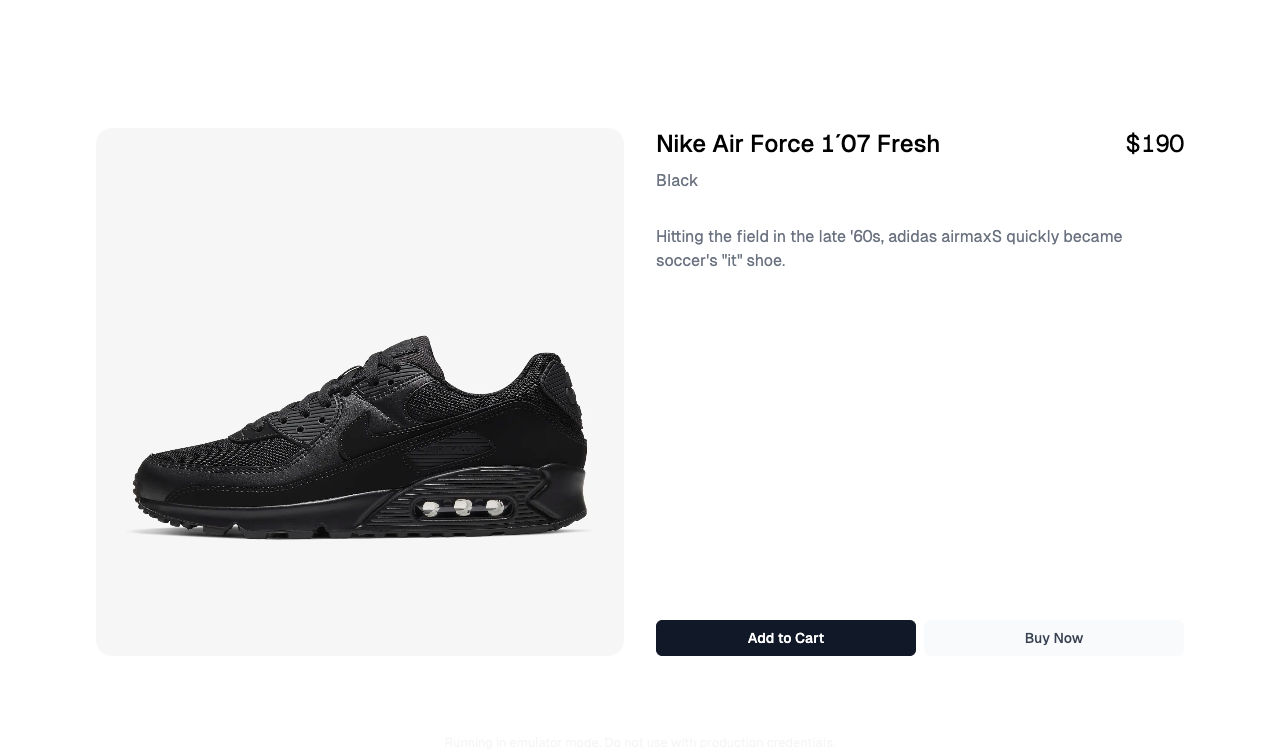 Nike Air Force 1´07 Fresh
$190
Black
Hitting the field in the late '60s, adidas airmaxS quickly became
soccer's "it" shoe.
Add to Cart
Buy Now
Running in emulator mode. Do not use with production credentials.